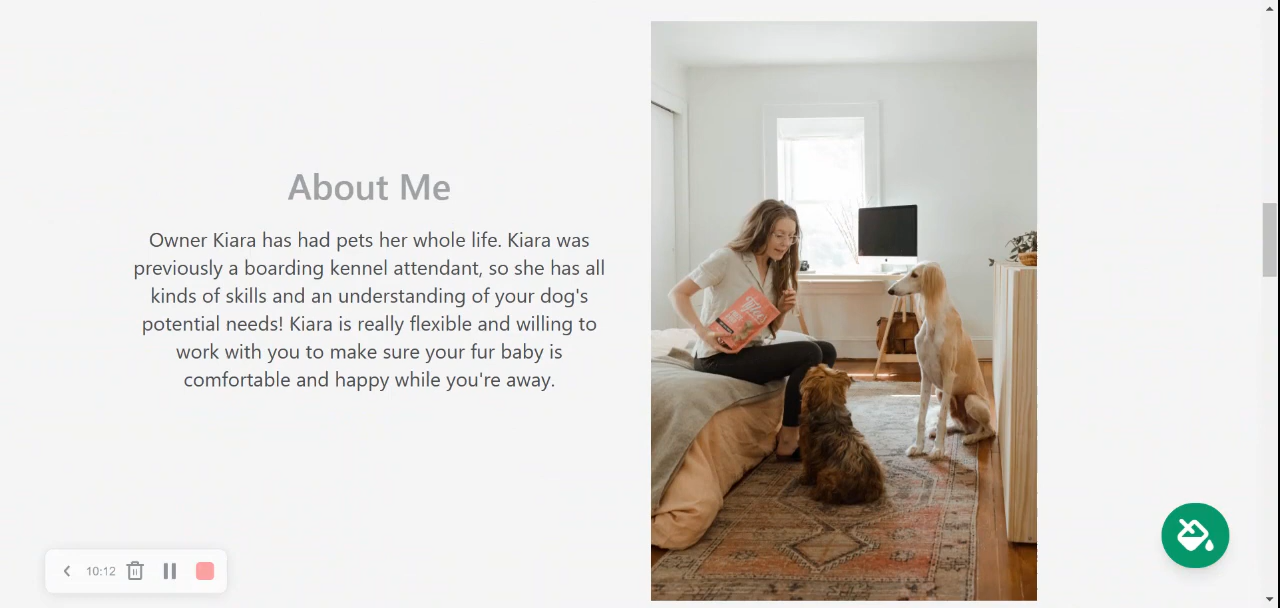 About Me
Owner Kiara has had pets her whole life. Kiara was
previously a boarding kennel attendant, so she has all
kinds of skills and an understanding of your dog's
potential needs! Kiara is really flexible and willing to
work with you to make sure your fur baby is
comfortable and happy while you're away.
10:12